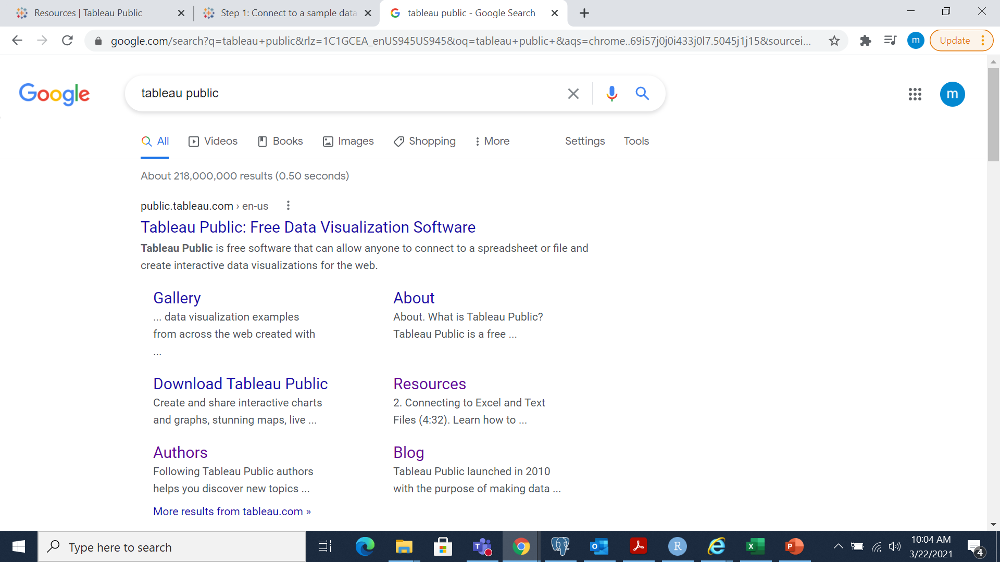 Resources | Tableau Public
Step 1: Connect to a sample data
tableau public - Google Search
google.com/search?q=tableau+public&rlz=1C1GCEA_enUS945US945&oq=tableau+public+&aqs=chrome..69i57j0j0i433j0l7.5045j1j15&sourcei...
m
Update
Google
tableau public
m
All
Videos
Books
Images
Shopping
More
Settings
Tools
About 218,000,000 results (0.50 seconds)
public.tableau.com › en-us
Tableau Public: Free Data Visualization Software
Tableau Public is free software that can allow anyone to connect to a spreadsheet or file and
create interactive data visualizations for the web.
Gallery
... data visualization examples
from across the web created with
...
About
About. What is Tableau Public?
Tableau Public is a free ...
Download Tableau Public
Create and share interactive charts
and graphs, stunning maps, live ...
Resources
2. Connecting to Excel and Text
Files (4:32). Learn how to ...
Authors
Following Tableau Public authors
helps you discover new topics ...
Blog
Tableau Public launched in 2010
with the purpose of making data ...
More results from tableau.com »
Type here to search
T
O
R
X
P
10:04 AM
3/22/2021
4